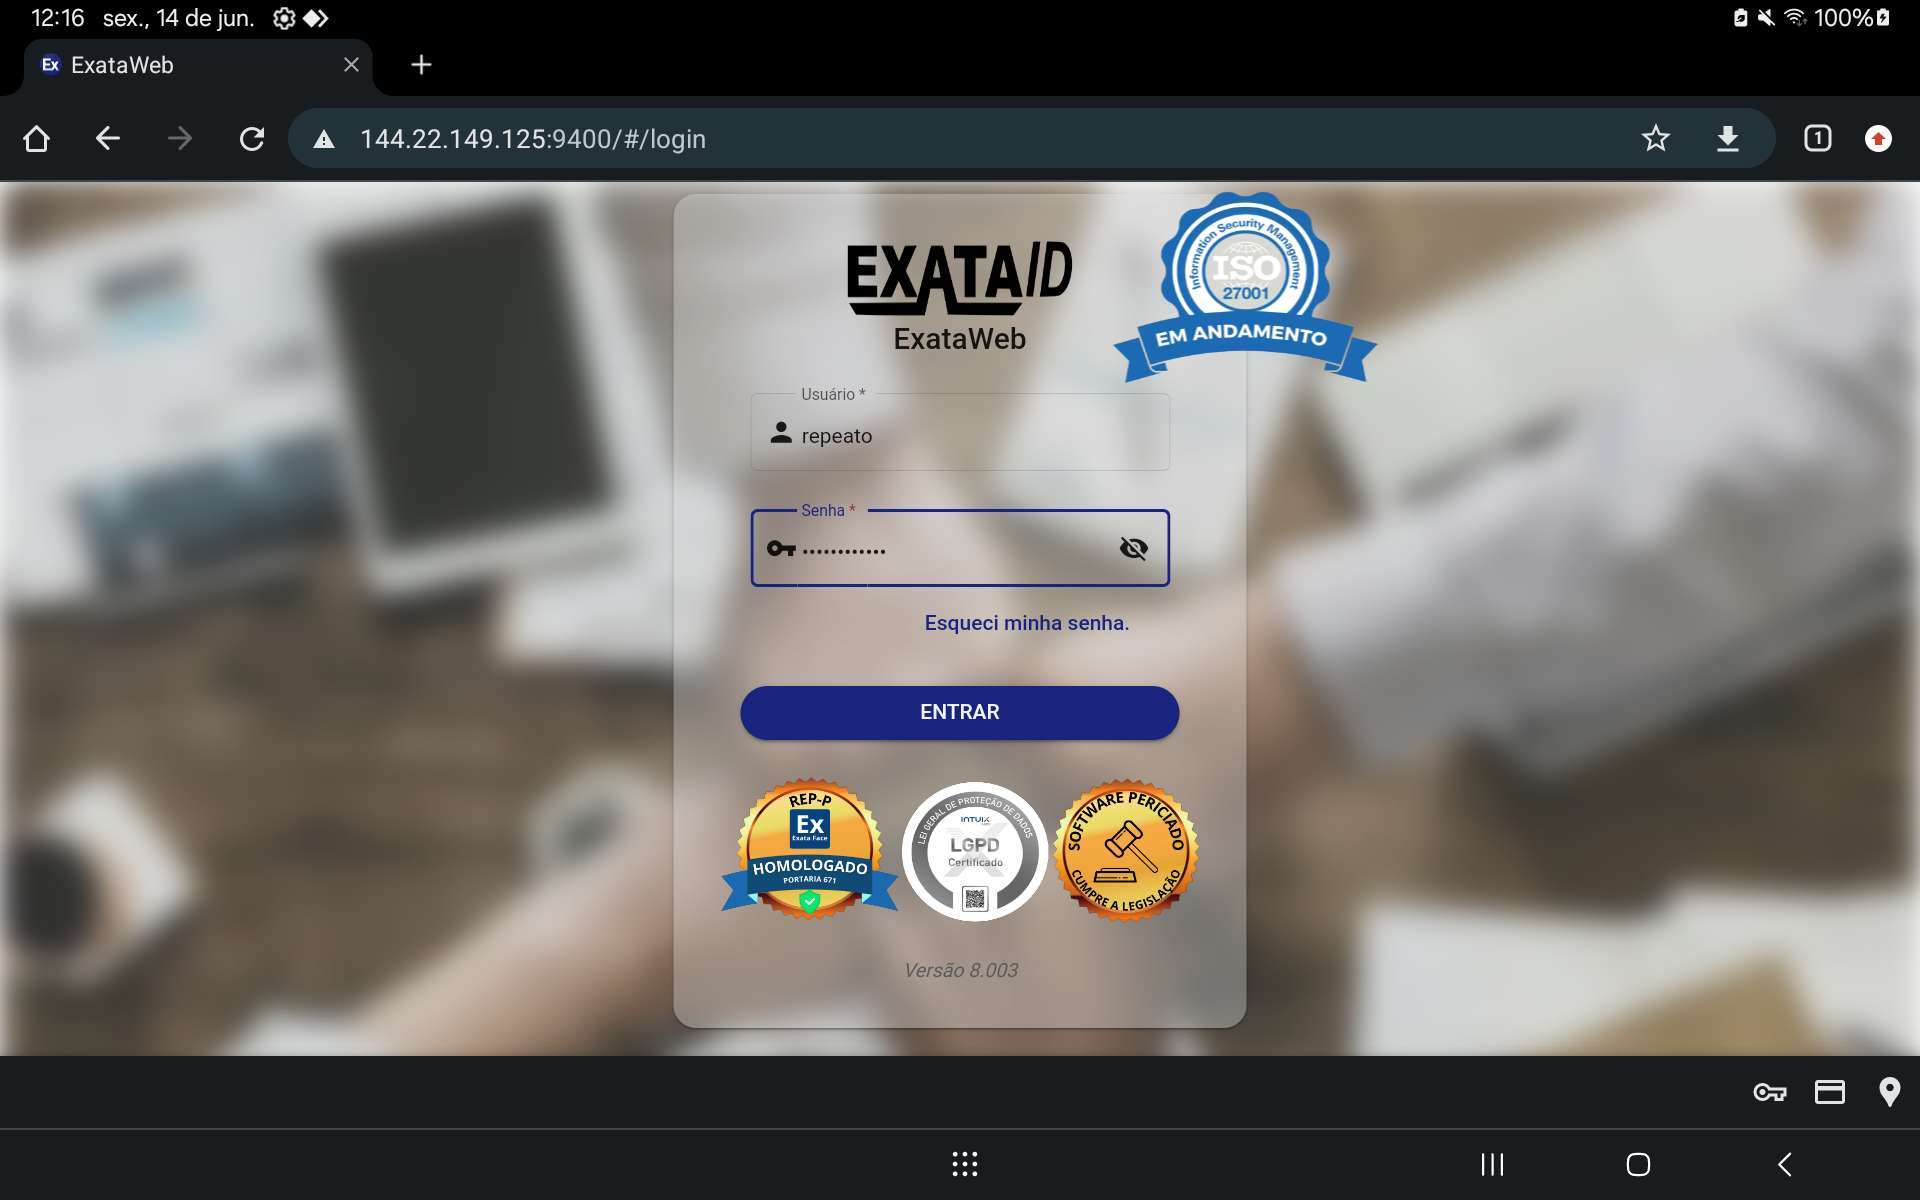 12:16 sex., 14 de jun. 100%
Ex ExataWeb
144.22.149.125:9400/#/login 1
EXATAID
ExataWeb
Information Security Management
ISO
27001
EM ANDAMENTO
Usuário *
repeato
Senha *
••••••••••••
Esqueci minha senha.
ENTRAR
REP-P
Ex
Exata Face
HOMOLOGADO
PORTARIA 671
LEI GERAL DE PROTEÇÃO DE DADOS
INTUIX
LGPD
Certificado
SOFTWARE PERICIADO
CUMPRE A LEGISLAÇÃO
Versão 8.003